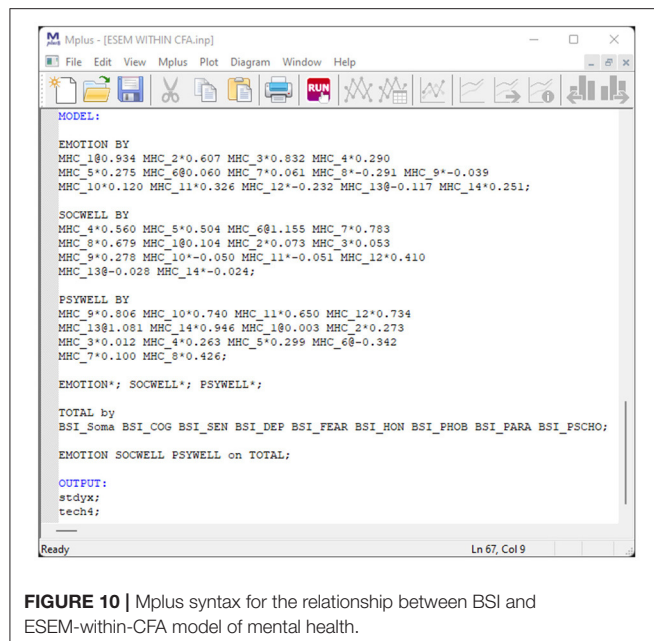 Mplus - [ESEM WITHIN CFA.inp]
File Edit View Mplus Plot Diagram Window Help
RUN
MODEL:
EMOTION BY
MHC_1@0.934 MHC_2*0.607 MHC_3*0.832 MHC_4*0.290
MHC_5*0.275 MHC_6@0.060 MHC_7*0.061 MHC_8*-0.291 MHC_9*-0.039
MHC_10*0.120 MHC_11*0.326 MHC_12*-0.232 MHC_13@-0.117 MHC_14*0.251;
SOCWELL BY
MHC_4*0.560 MHC_5*0.504 MHC_6@1.155 MHC_7*0.783
MHC_8*0.679 MHC_1@0.104 MHC_2*0.073 MHC_3*0.053
MHC_9*0.278 MHC_10*-0.050 MHC_11*-0.051 MHC_12*0.410
MHC_13@-0.028 MHC_14*-0.024;
PSYWELL BY
MHC_9*0.806 MHC_10*0.740 MHC_11*0.650 MHC_12*0.734
MHC_13@1.081 MHC_14*0.946 MHC_1@0.003 MHC_2*0.273
MHC_3*0.012 MHC_4*0.263 MHC_5*0.299 MHC_6@-0.342
MHC_7*0.100 MHC_8*0.426;
EMOTION*; SOCWELL*; PSYWELL*;
TOTAL by
BSI_Soma BSI_COG BSI_SEN BSI_DEP BSI_FEAR BSI_HON BSI_PHOB BSI_PARA BSI_PSCHO;
EMOTION SOCWELL PSYWELL on TOTAL;
OUTPUT:
stdyx;
tech4;
Ready
Ln 67, Col 9
FIGURE 10 | Mplus syntax for the relationship between BSI and
ESEM-within-CFA model of mental health.